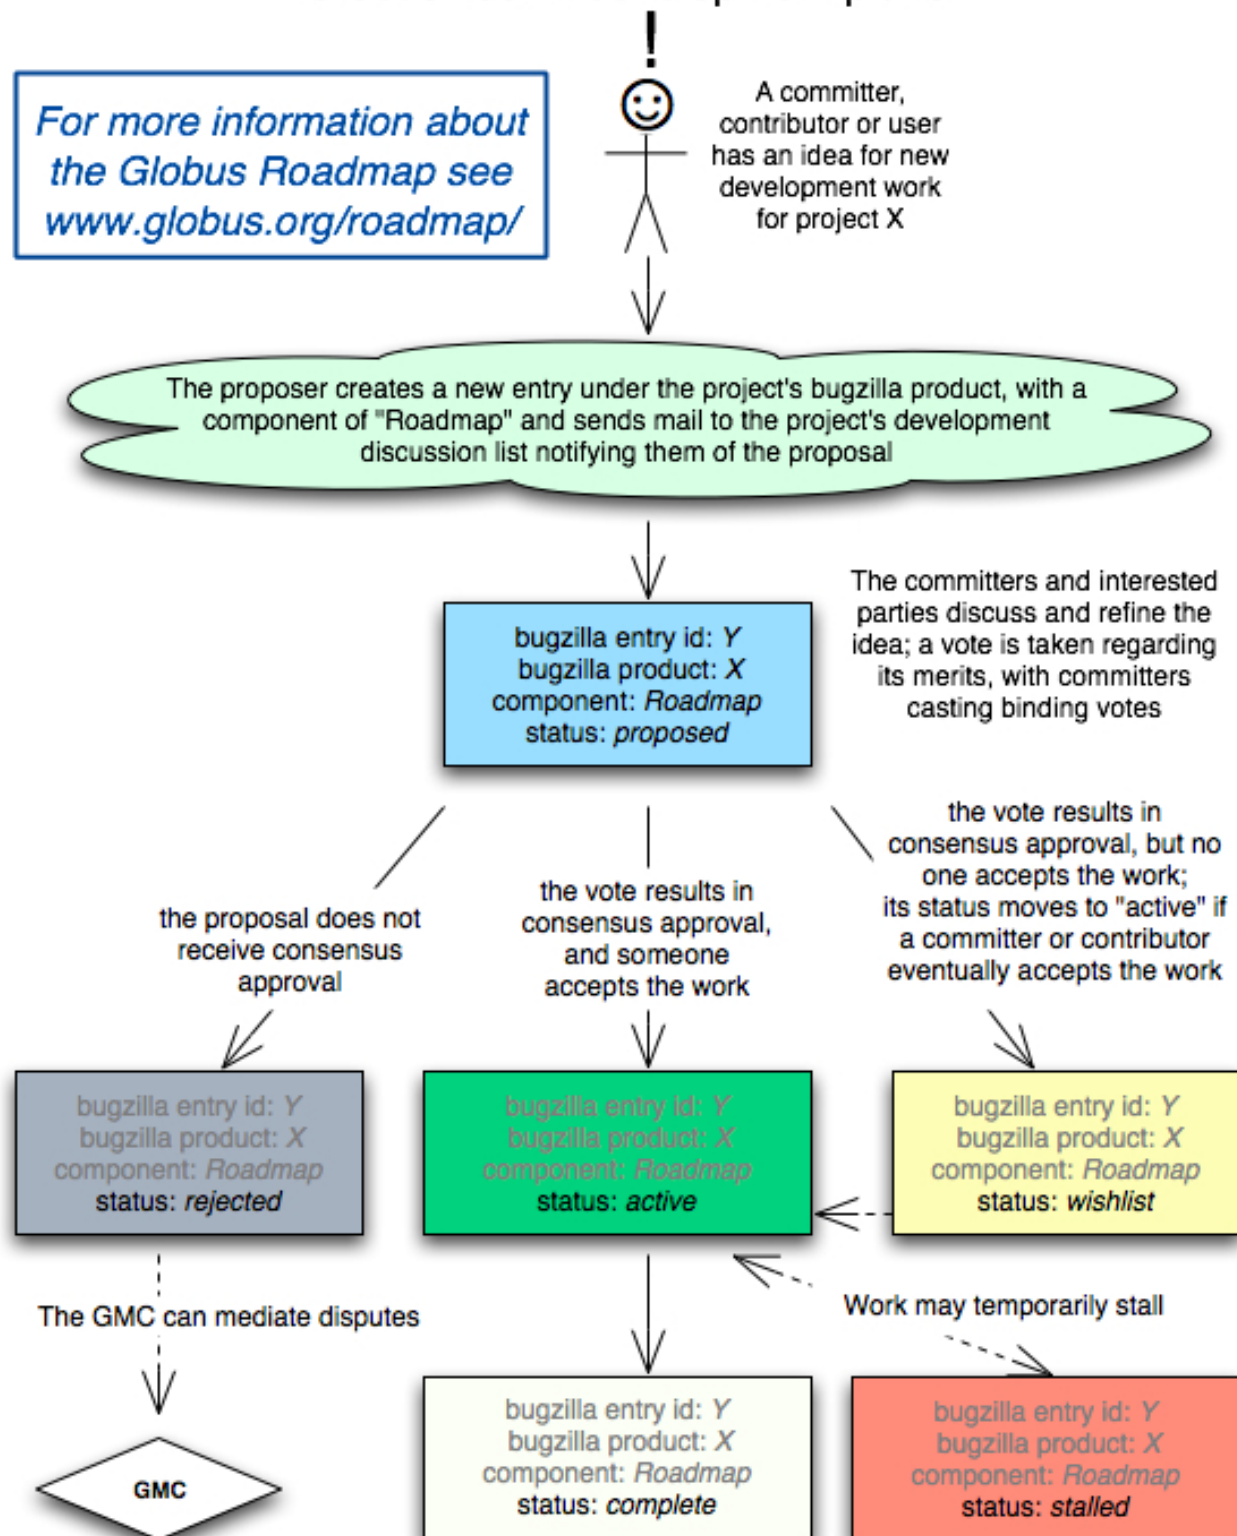 !
For more information about
the Globus Roadmap see
www.globus.org/roadmap/
A committer,
contributor or user
has an idea for new
development work
for project X
The proposer creates a new entry under the project's bugzilla product, with a
component of "Roadmap" and sends mail to the project's development
discussion list notifying them of the proposal
bugzilla entry id: Y
bugzilla product: X
component: Roadmap
status: proposed
The committers and interested
parties discuss and refine the
idea; a vote is taken regarding
its merits, with committers
casting binding votes
the proposal does not
receive consensus
approval
the vote results in
consensus approval,
and someone
accepts the work
the vote results in
consensus approval, but no
one accepts the work;
its status moves to "active" if
a committer or contributor
eventually accepts the work
bugzilla entry id: Y
bugzilla product: X
component: Roadmap
status: rejected
bugzilla entry id: Y
bugzilla product: X
component: Roadmap
status: active
bugzilla entry id: Y
bugzilla product: X
component: Roadmap
status: wishlist
The GMC can mediate disputes
Work may temporarily stall
GMC
bugzilla entry id: Y
bugzilla product: X
component: Roadmap
status: complete
bugzilla entry id: Y
bugzilla product: X
component: Roadmap
status: stalled